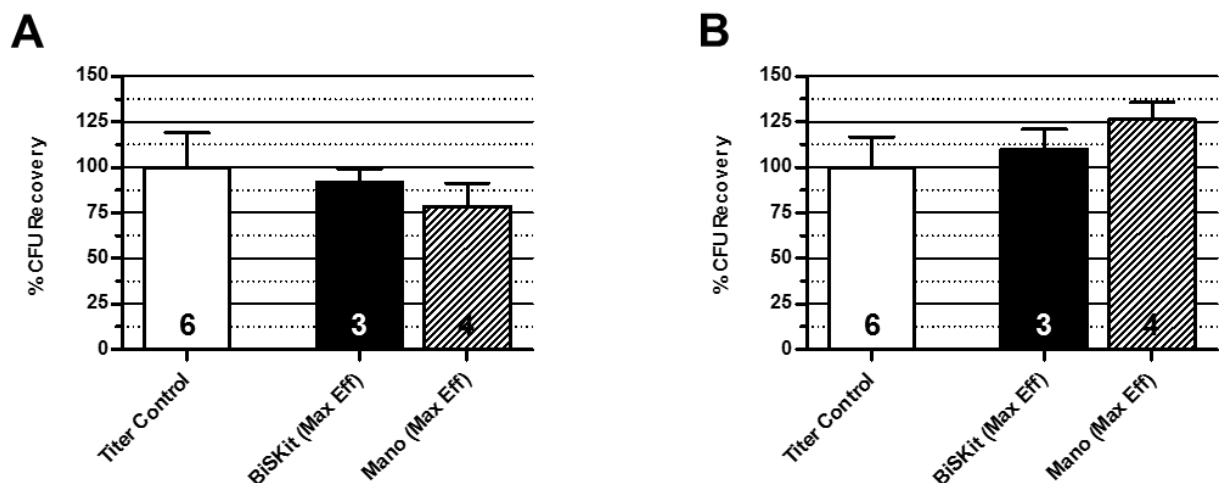 A
% CFU Recovery
150
125
100
75
50
25
0
6
3
4
Titer Control
BiSKit (Max Eff)
Mano (Max Eff)
B
% CFU Recovery
150
125
100
75
50
25
0
6
3
4
Titer Control
BiSKit (Max Eff)
Mano (Max Eff)